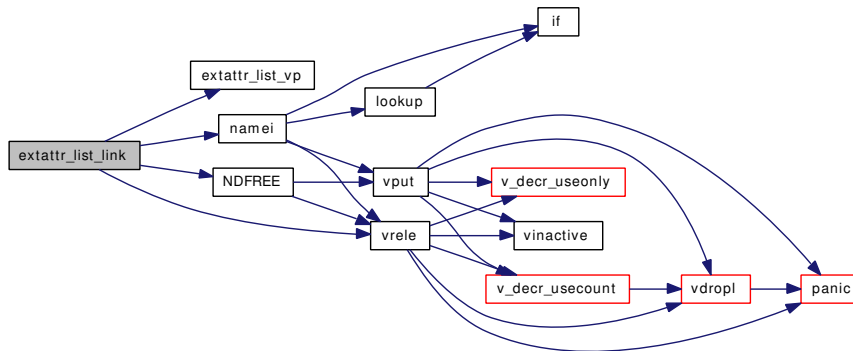 if
extattr_list_vp
lookup
namei
extattr_list_link
NDFREE
vput
v_decr_useonly
vrele
vinactive
v_decr_usecount
vdropl
panic